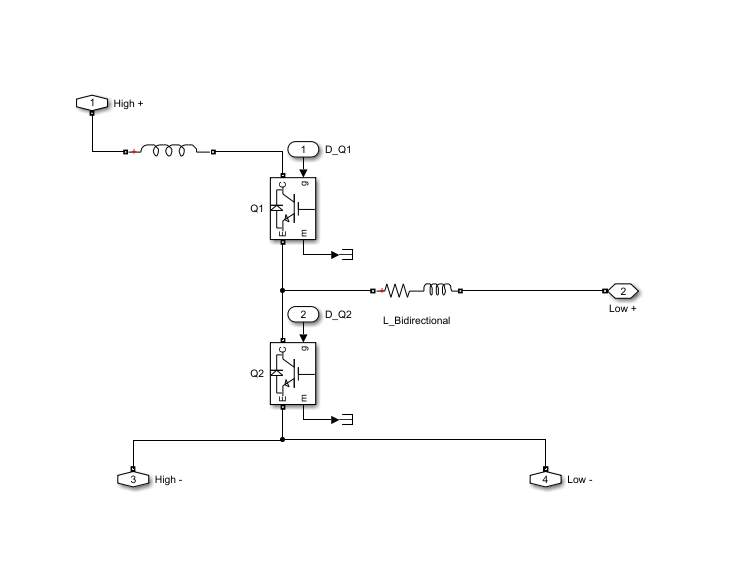 1 High +
1 D_Q1
C g
Q1
E m
2
L_Bidirectional
Low +
2 D_Q2
C g
Q2
E m
3 High -
4 Low -